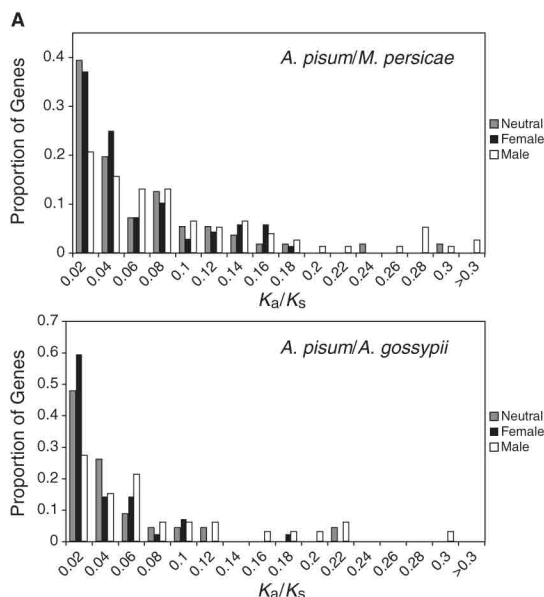 A
A. pisum/M. persicae
Proportion of Genes
0.4
0.3
0.2
0.1
0
Neutral
Female
Male
0.02 0.04 0.06 0.08 0.1 0.12 0.14 0.16 0.18 0.2 0.22 0.24 0.26 0.28 0.3 >0.3
Ka/Ks
A. pisum/A. gossypii
Proportion of Genes
0.7
0.6
0.5
0.4
0.3
0.2
0.1
0
Neutral
Female
Male
0.02 0.04 0.06 0.08 0.1 0.12 0.14 0.16 0.18 0.2 0.22 0.24 0.26 0.28 0.3 >0.3
Ka/Ks